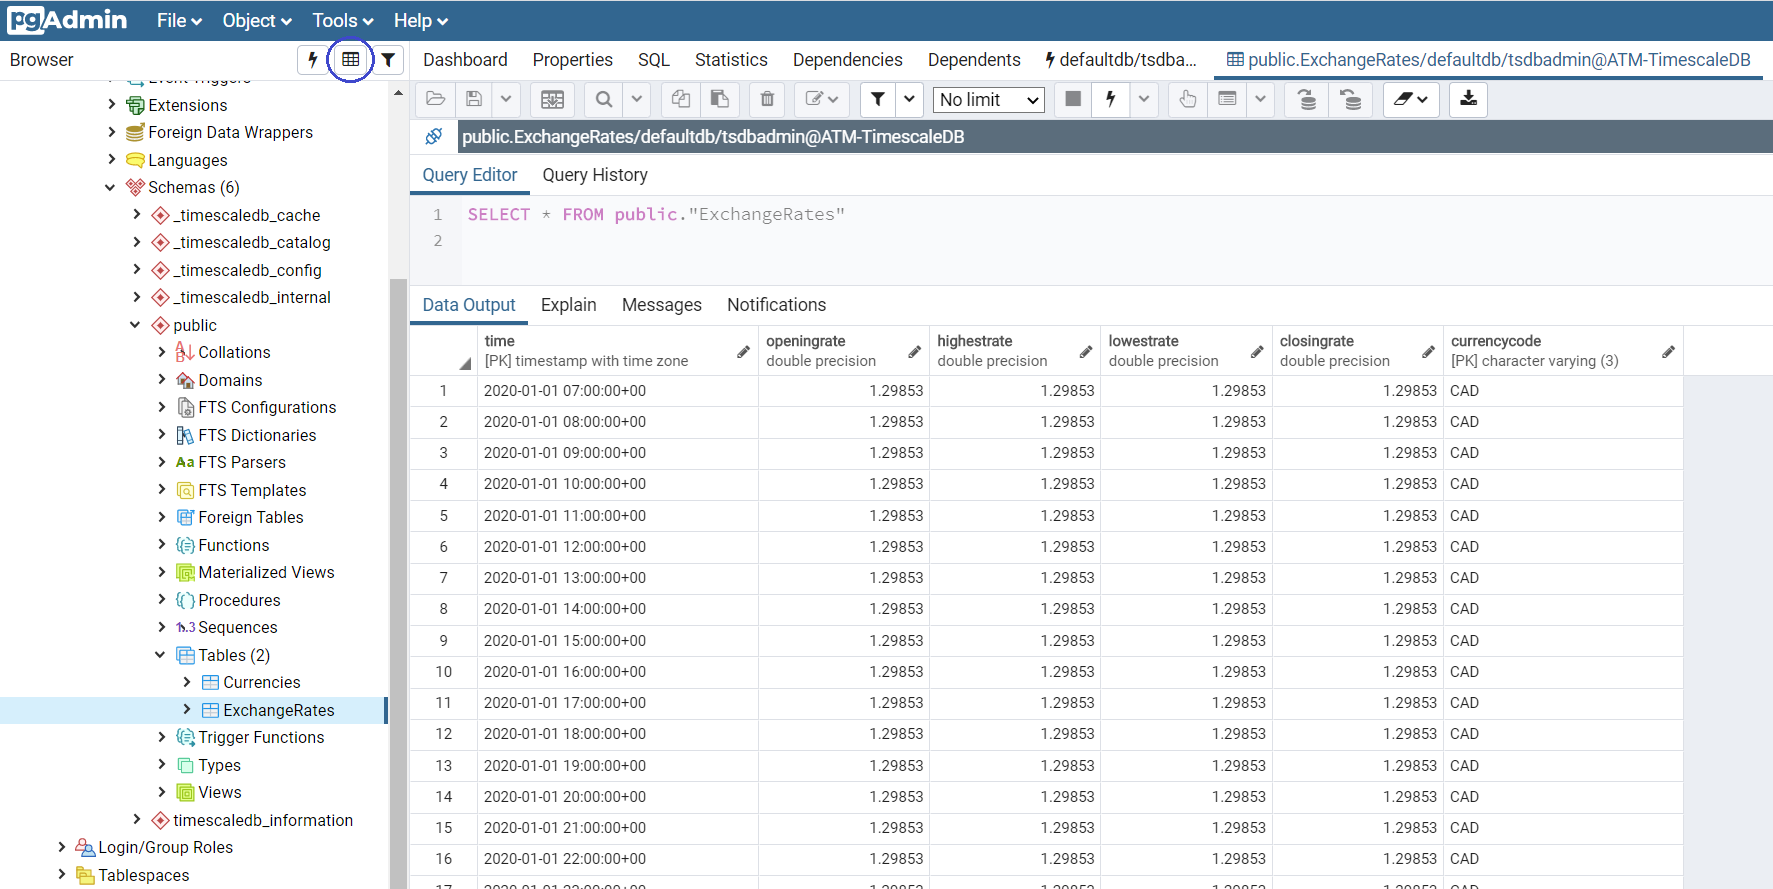 pgAdmin File Object Tools Help
Browser
Dashboard Properties SQL Statistics Dependencies Dependents defaultdb/tsdba... public.ExchangeRates/defaultdb/tsdbadmin@ATM-TimescaleDB
No limit
public.ExchangeRates/defaultdb/tsdbadmin@ATM-TimescaleDB
Event Triggers
Extensions
Foreign Data Wrappers
Languages
Schemas (6)
_timescaledb_cache
_timescaledb_catalog
_timescaledb_config
_timescaledb_internal
public
Collations
Domains
FTS Configurations
FTS Dictionaries
Aa FTS Parsers
FTS Templates
Foreign Tables
Functions
Materialized Views
Procedures
1..3 Sequences
Tables (2)
Currencies
ExchangeRates
Trigger Functions
Types
Views
timescaledb_information
Login/Group Roles
Tablespaces
Query Editor Query History
1 SELECT * FROM public."ExchangeRates"
2
Data Output Explain Messages Notifications
time openingrate highestrate lowestrate closingrate currencycode
[PK] timestamp with time zone double precision double precision double precision double precision [PK] character varying (3)
1 2020-01-01 07:00:00+00 1.29853 1.29853 1.29853 1.29853 CAD
2 2020-01-01 08:00:00+00 1.29853 1.29853 1.29853 1.29853 CAD
3 2020-01-01 09:00:00+00 1.29853 1.29853 1.29853 1.29853 CAD
4 2020-01-01 10:00:00+00 1.29853 1.29853 1.29853 1.29853 CAD
5 2020-01-01 11:00:00+00 1.29853 1.29853 1.29853 1.29853 CAD
6 2020-01-01 12:00:00+00 1.29853 1.29853 1.29853 1.29853 CAD
7 2020-01-01 13:00:00+00 1.29853 1.29853 1.29853 1.29853 CAD
8 2020-01-01 14:00:00+00 1.29853 1.29853 1.29853 1.29853 CAD
9 2020-01-01 15:00:00+00 1.29853 1.29853 1.29853 1.29853 CAD
10 2020-01-01 16:00:00+00 1.29853 1.29853 1.29853 1.29853 CAD
11 2020-01-01 17:00:00+00 1.29853 1.29853 1.29853 1.29853 CAD
12 2020-01-01 18:00:00+00 1.29853 1.29853 1.29853 1.29853 CAD
13 2020-01-01 19:00:00+00 1.29853 1.29853 1.29853 1.29853 CAD
14 2020-01-01 20:00:00+00 1.29853 1.29853 1.29853 1.29853 CAD
15 2020-01-01 21:00:00+00 1.29853 1.29853 1.29853 1.29853 CAD
16 2020-01-01 22:00:00+00 1.29853 1.29853 1.29853 1.29853 CAD